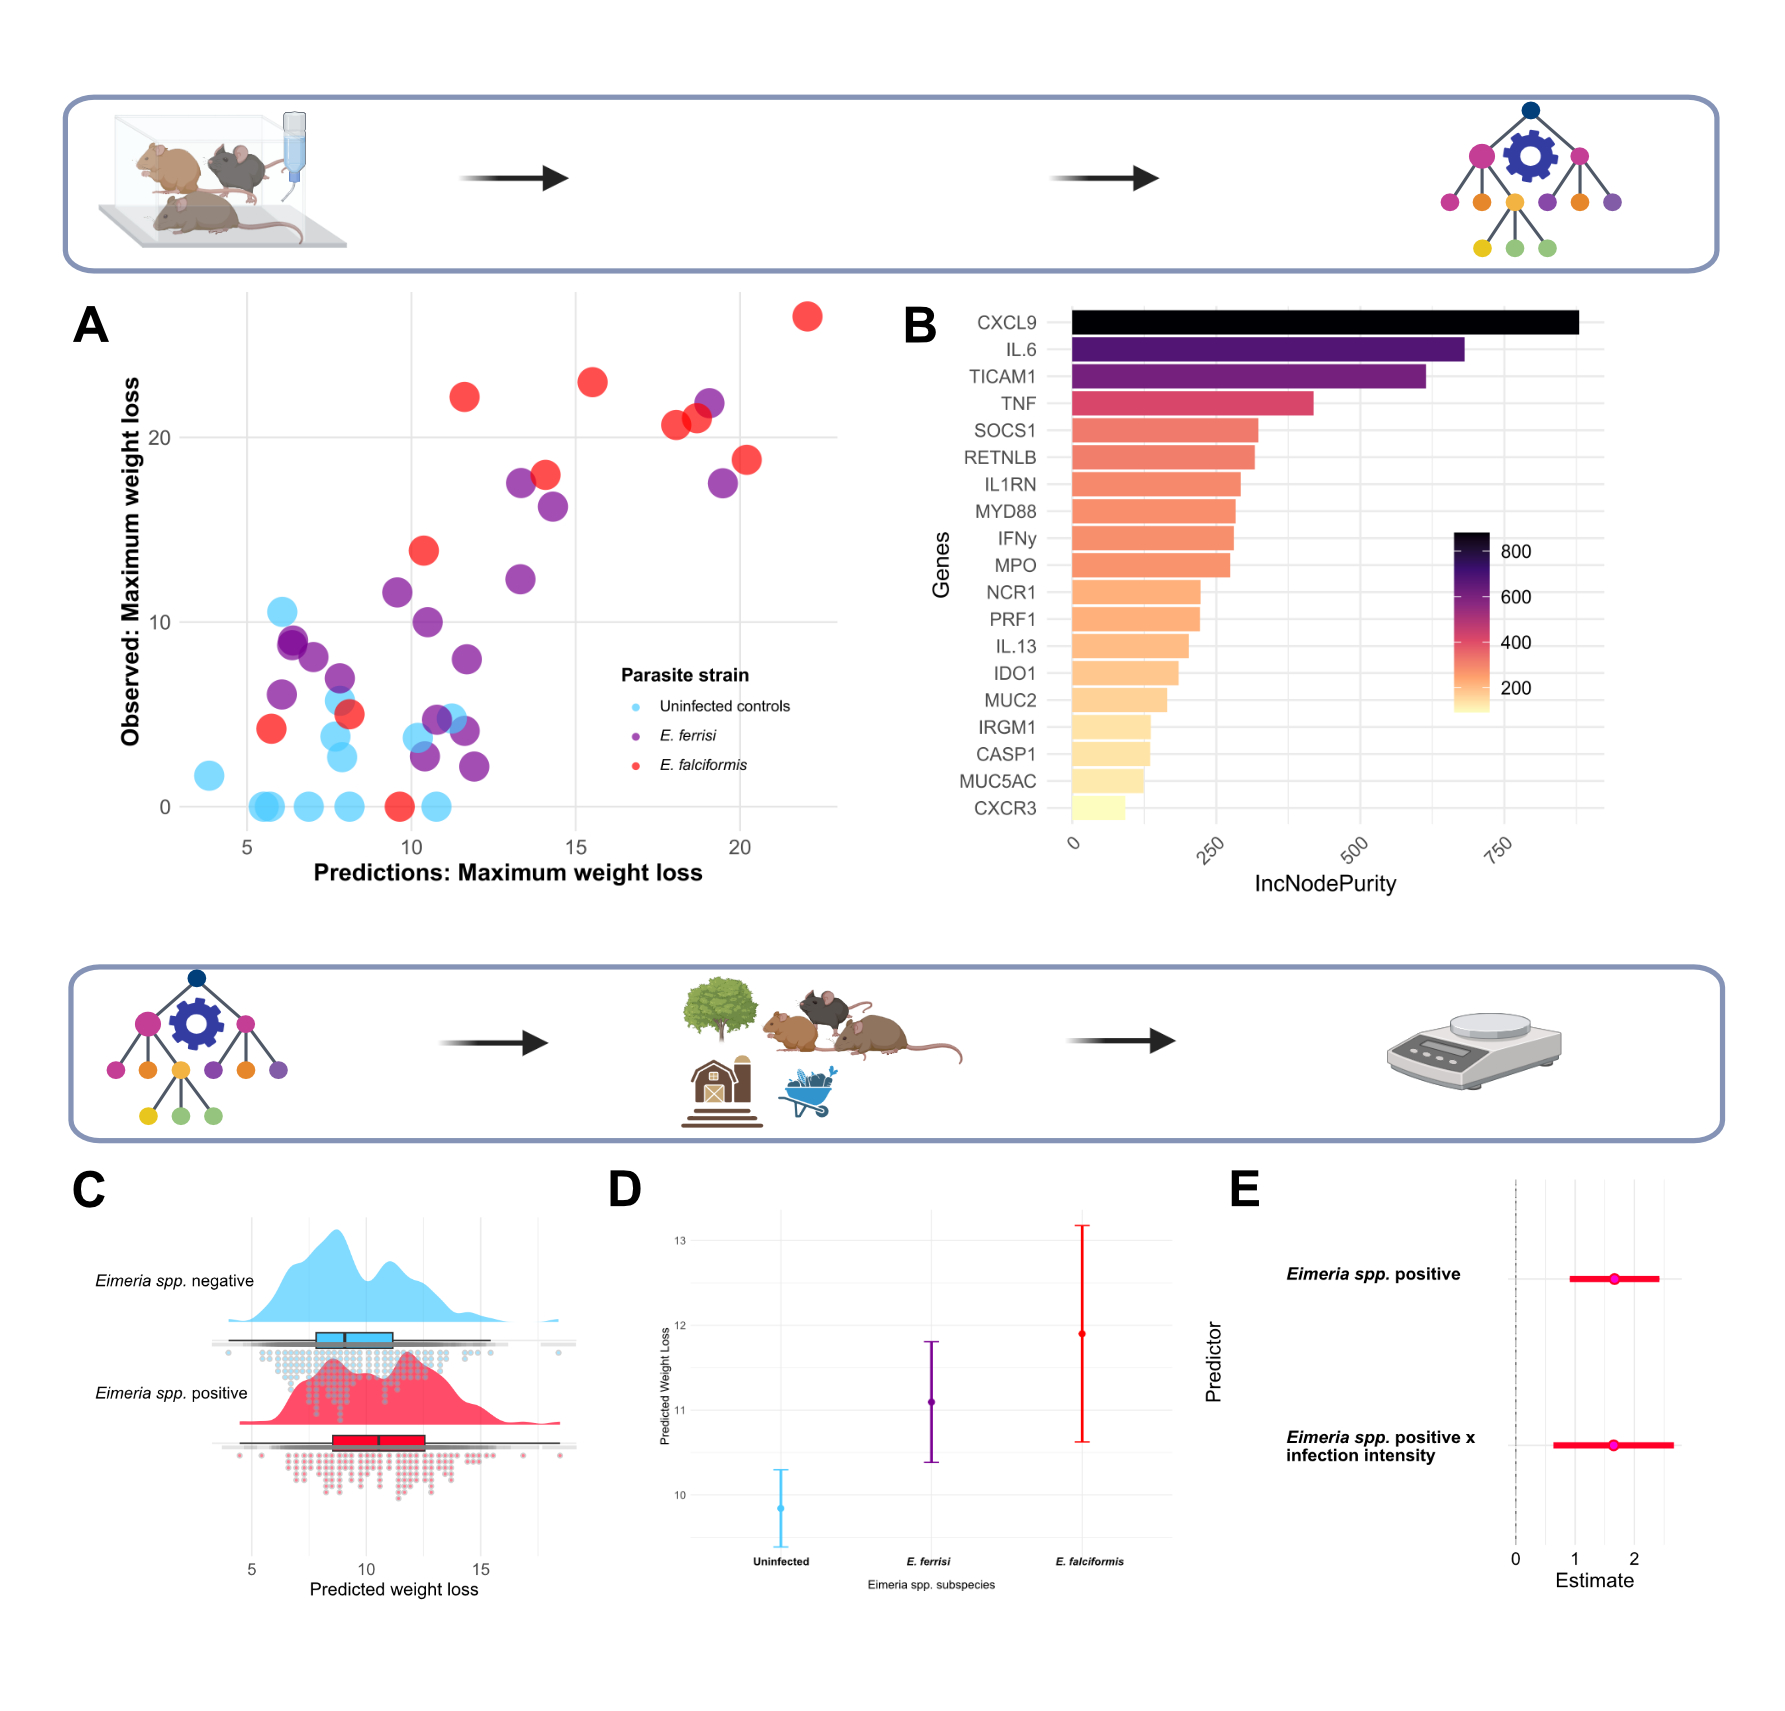 A
Observed: Maximum weight loss
20
10
0
5
10
15
20
Predictions: Maximum weight loss
Parasite strain
Uninfected controls
E. ferrisi
E. falciformis
B
Genes
CXCL9
IL.6
TICAM1
TNF
SOCS1
RETNLB
IL1RN
MYD88
IFNy
MPO
NCR1
PRF1
IL.13
IDO1
MUC2
IRGM1
CASP1
MUC5AC
CXCR3
0
250
500
750
IncNodePurity
800
600
400
200
C
Eimeria spp. negative
Eimeria spp. positive
5
10
15
Predicted weight loss
D
Predicted Weight Loss
13
12
11
10
Uninfected
E. ferrisi
E. falciformis
Eimeria spp. subspecies
E
Predictor
Eimeria spp. positive
Eimeria spp. positive x
infection intensity
0
1
2
Estimate